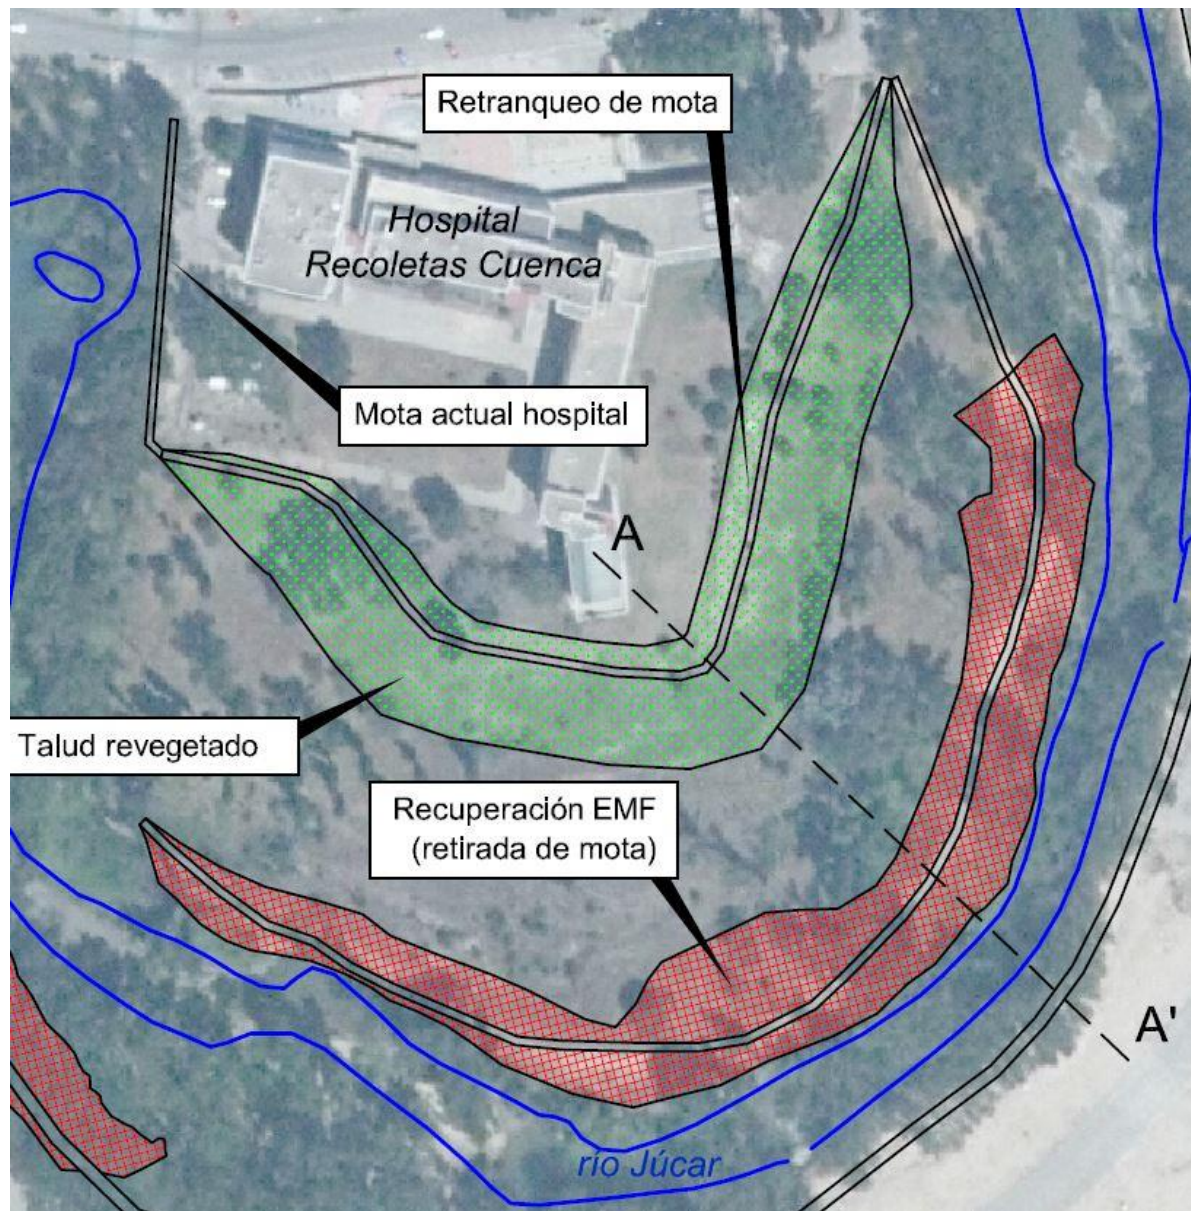 Retranqueo de mota
Hospital
Recoletas Cuenca
Mota actual hospital
A
Talud revegetado
Recuperación EMF
(retirada de mota)
A'
río Júcar